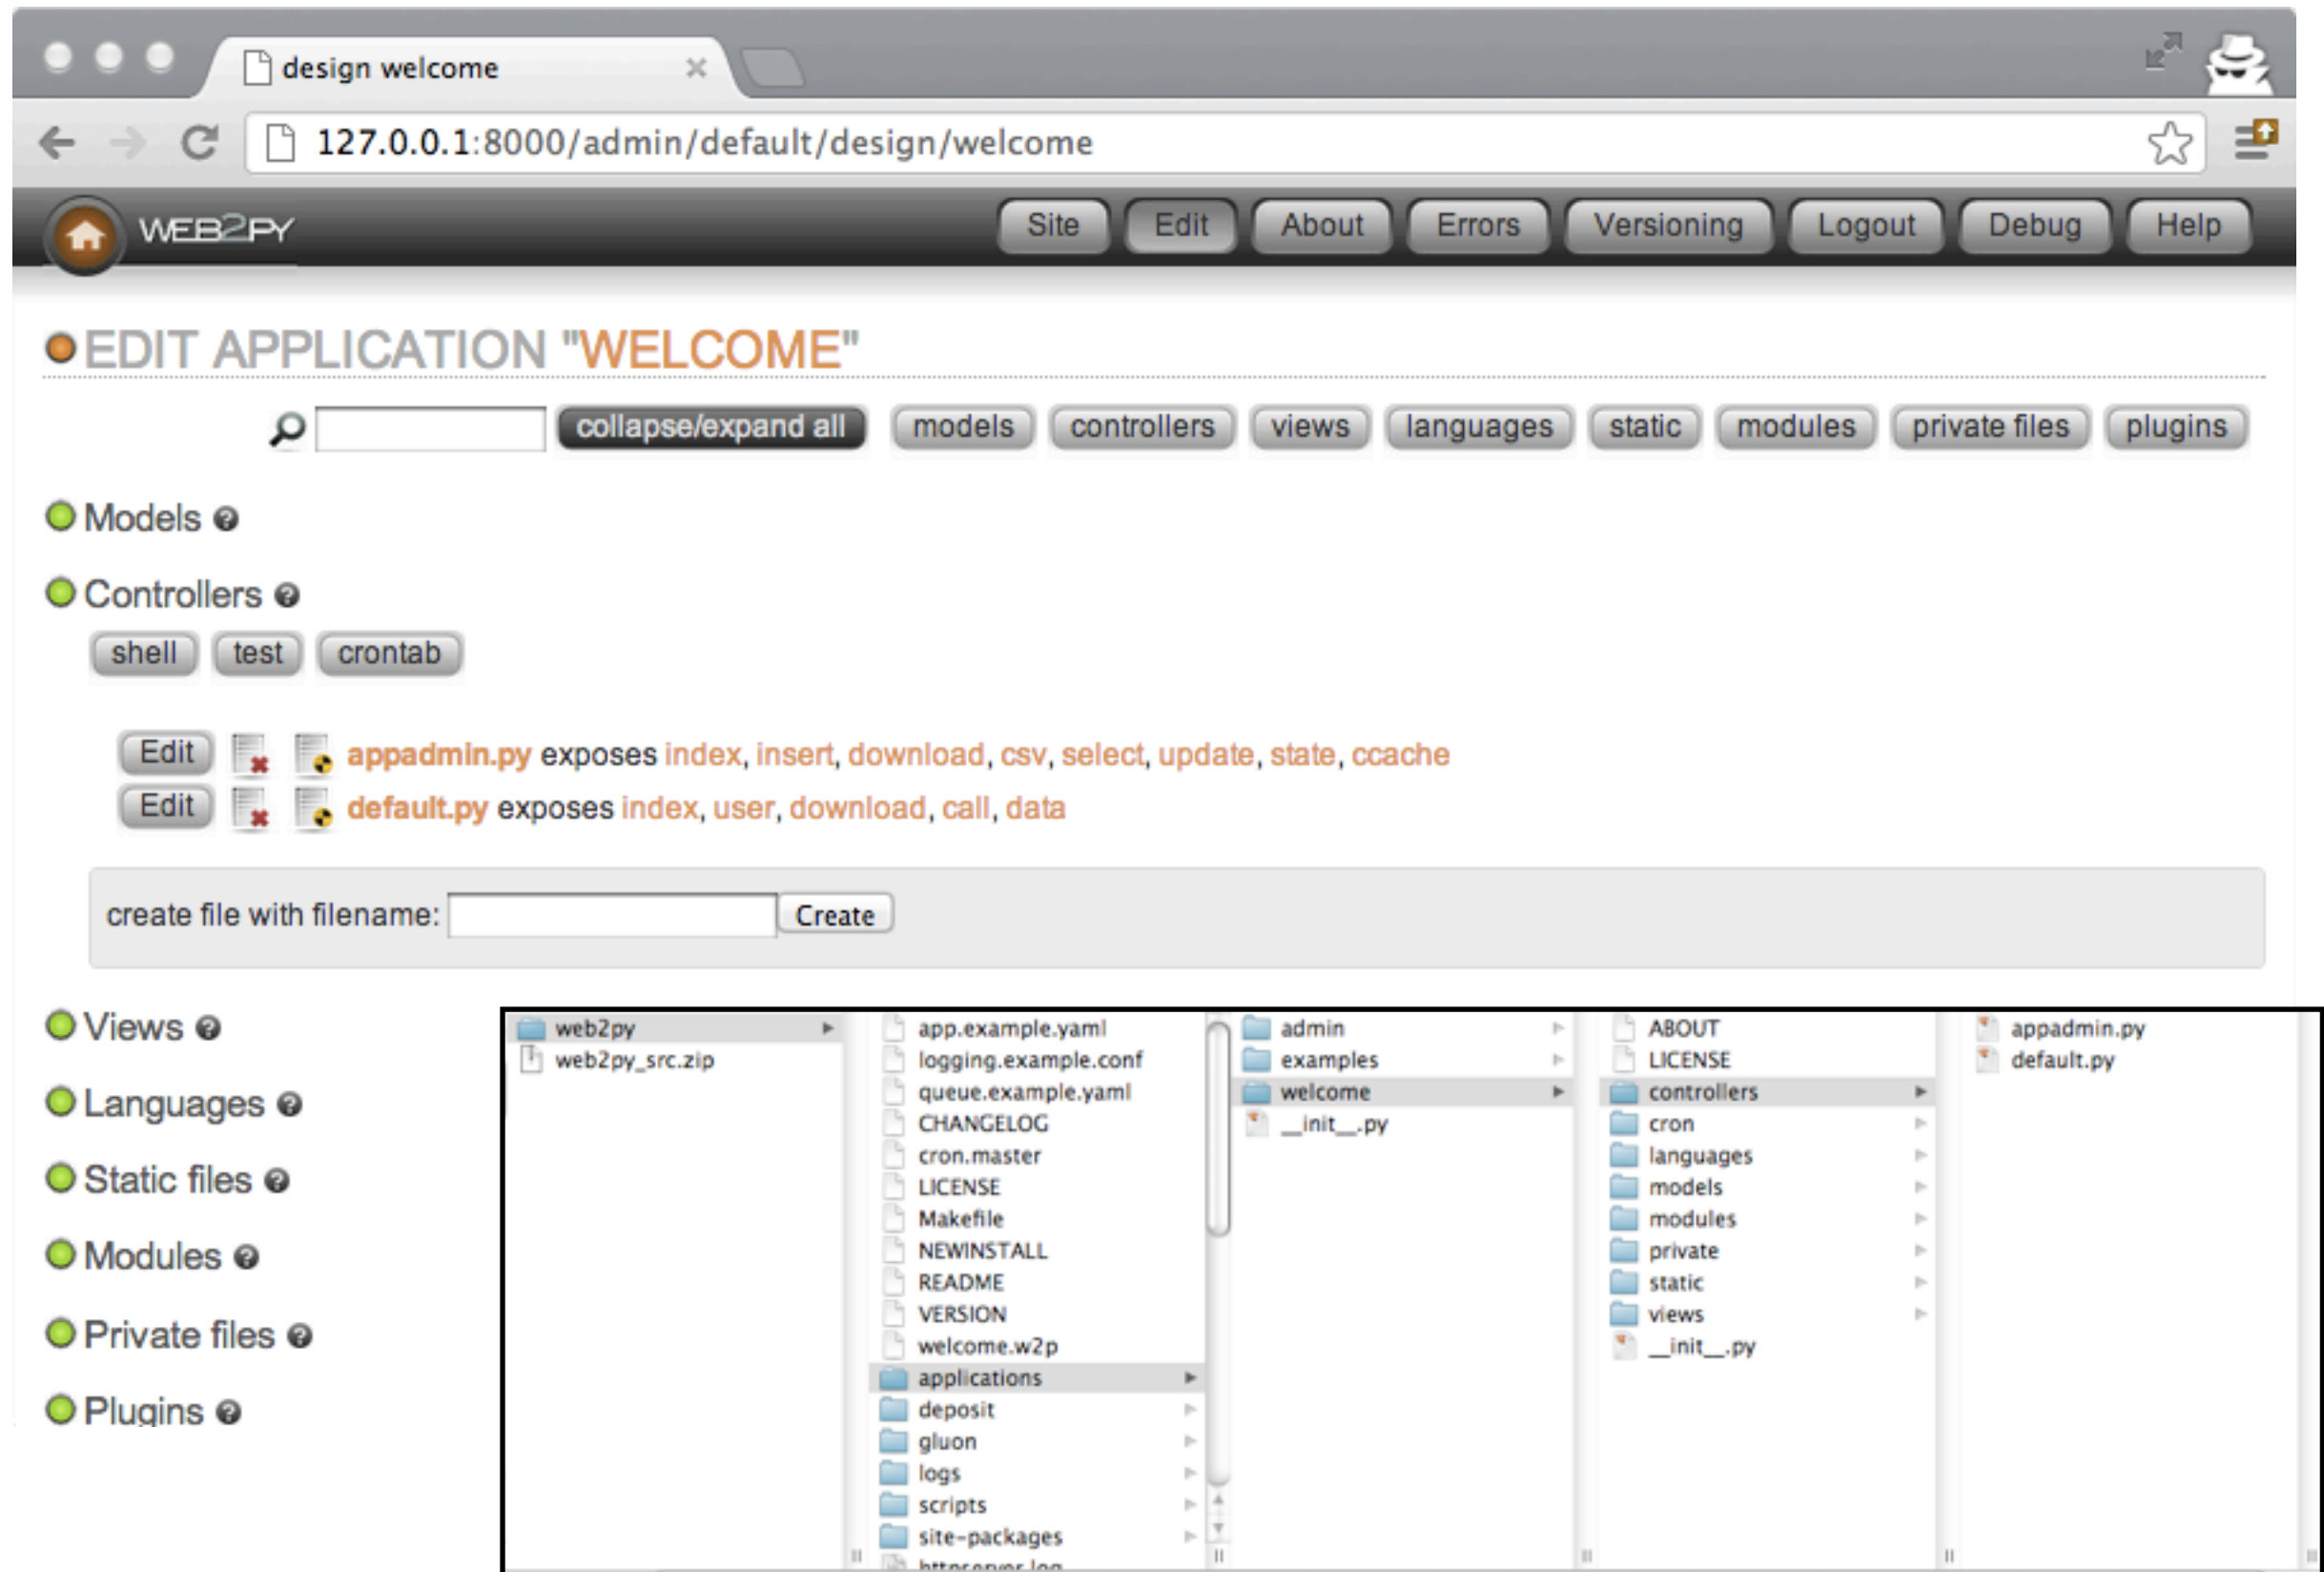 design welcome
127.0.0.1:8000/admin/default/design/welcome
WEB2PY
Site Edit About Errors Versioning Logout Debug Help
EDIT APPLICATION "WELCOME"
collapse/expand all models controllers views languages static modules private files plugins
Models
Controllers
shell test crontab
Edit appadmin.py exposes index, insert, download, csv, select, update, state, ccache
Edit default.py exposes index, user, download, call, data
create file with filename: Create
Views
Languages
Static files
Modules
Private files
Plugins
web2py
web2py_src.zip
app.example.yaml
logging.example.conf
queue.example.yaml
CHANGELOG
cron.master
LICENSE
Makefile
NEWINSTALL
README
VERSION
welcome.w2p
applications
deposit
gluon
logs
scripts
site-packages
httpserver.log
admin
examples
welcome
__init__.py
ABOUT
LICENSE
controllers
cron
languages
models
modules
private
static
views
__init__.py
appadmin.py
default.py